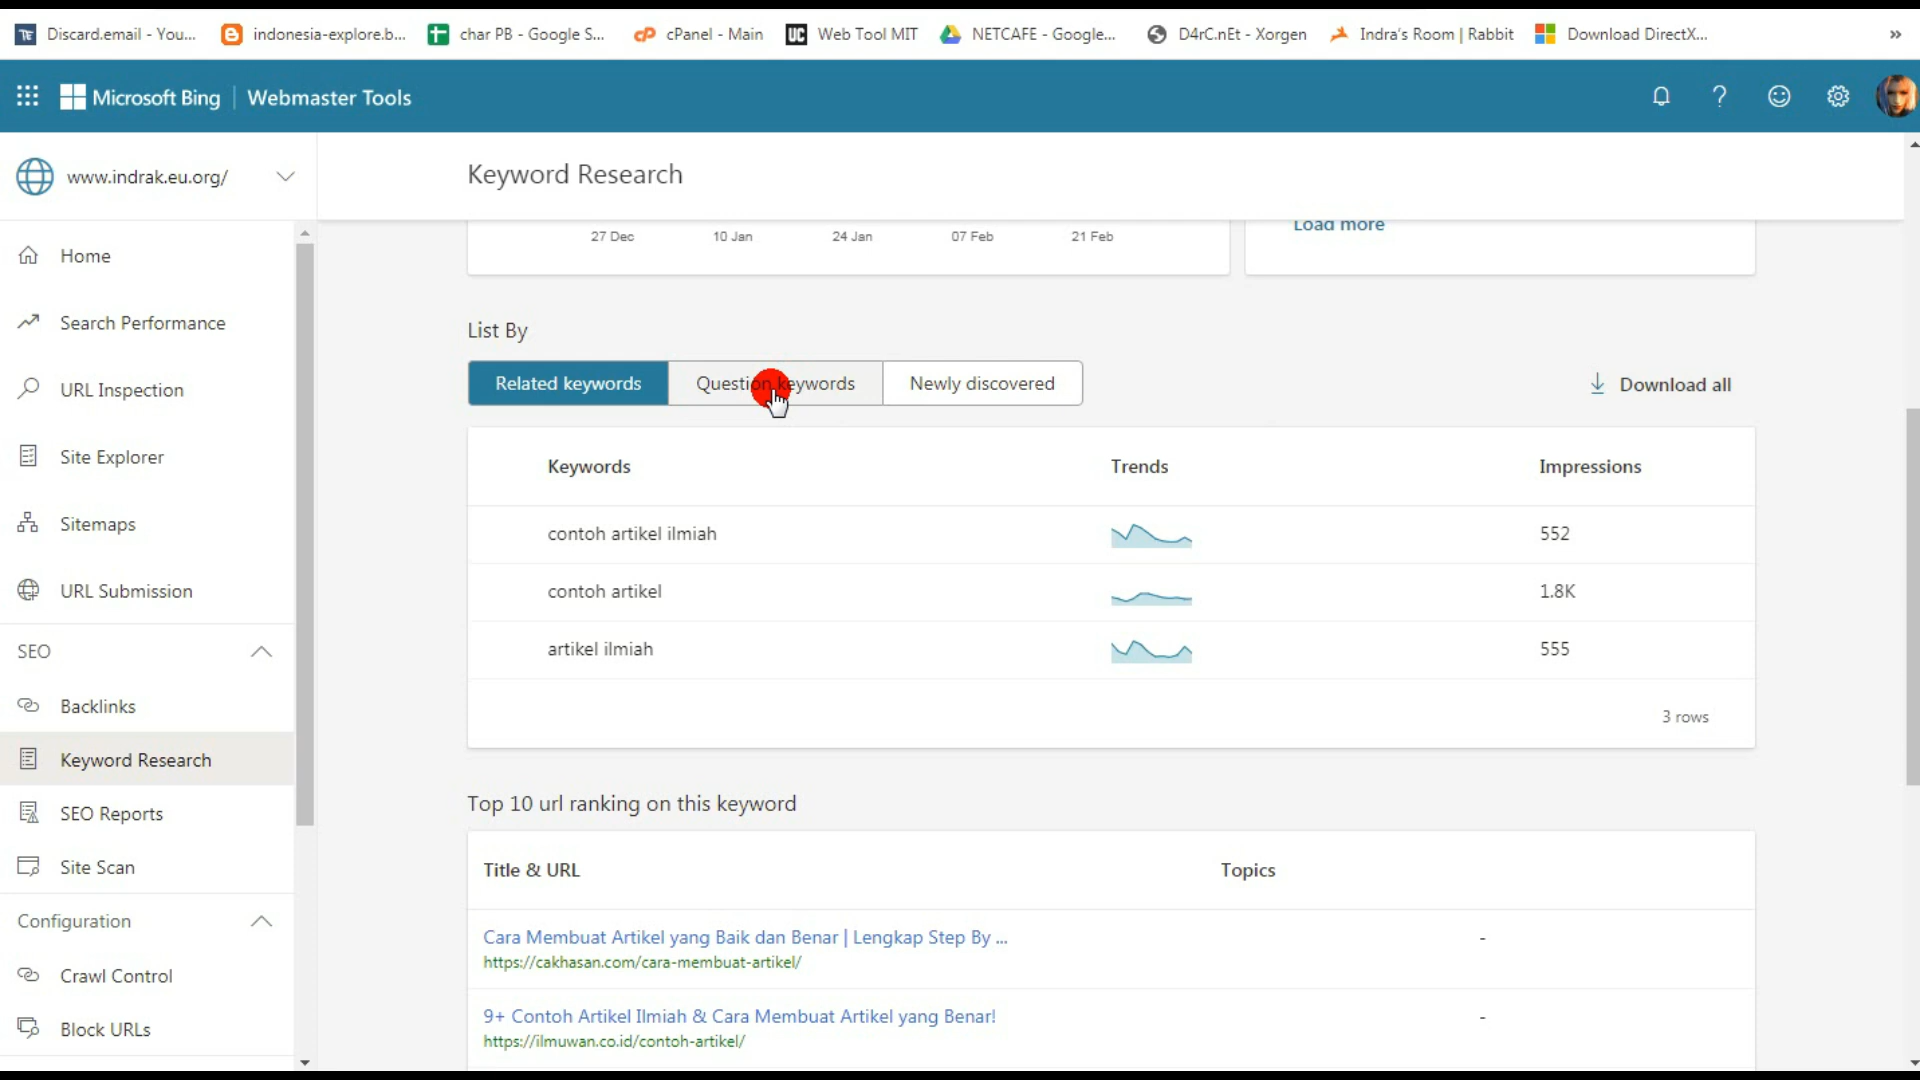 Discard.email - You...
indonesia-explore.b...
char PB - Google S...
cPanel - Main
Web Tool MIT
NETCAFE - Google...
D4rC.nEt - Xorgen
Indra's Room | Rabbit
Download DirectX...
»
Microsoft Bing | Webmaster Tools
www.indrak.eu.org/
Home
Search Performance
URL Inspection
Site Explorer
Sitemaps
URL Submission
SEO
Backlinks
Keyword Research
SEO Reports
Site Scan
Configuration
Crawl Control
Block URLs
Keyword Research
27 Dec 10 Jan 24 Jan 07 Feb 21 Feb
Load more
List By
Related keywords
Question keywords
Newly discovered
Download all
Keywords Trends Impressions
contoh artikel ilmiah 552
contoh artikel 1.8K
artikel ilmiah 555
3 rows
Top 10 url ranking on this keyword
Title & URL Topics
Cara Membuat Artikel yang Baik dan Benar | Lengkap Step By ... -
https://cakhasan.com/cara-membuat-artikel/
9+ Contoh Artikel Ilmiah & Cara Membuat Artikel yang Benar! -
https://ilmuwan.co.id/contoh-artikel/